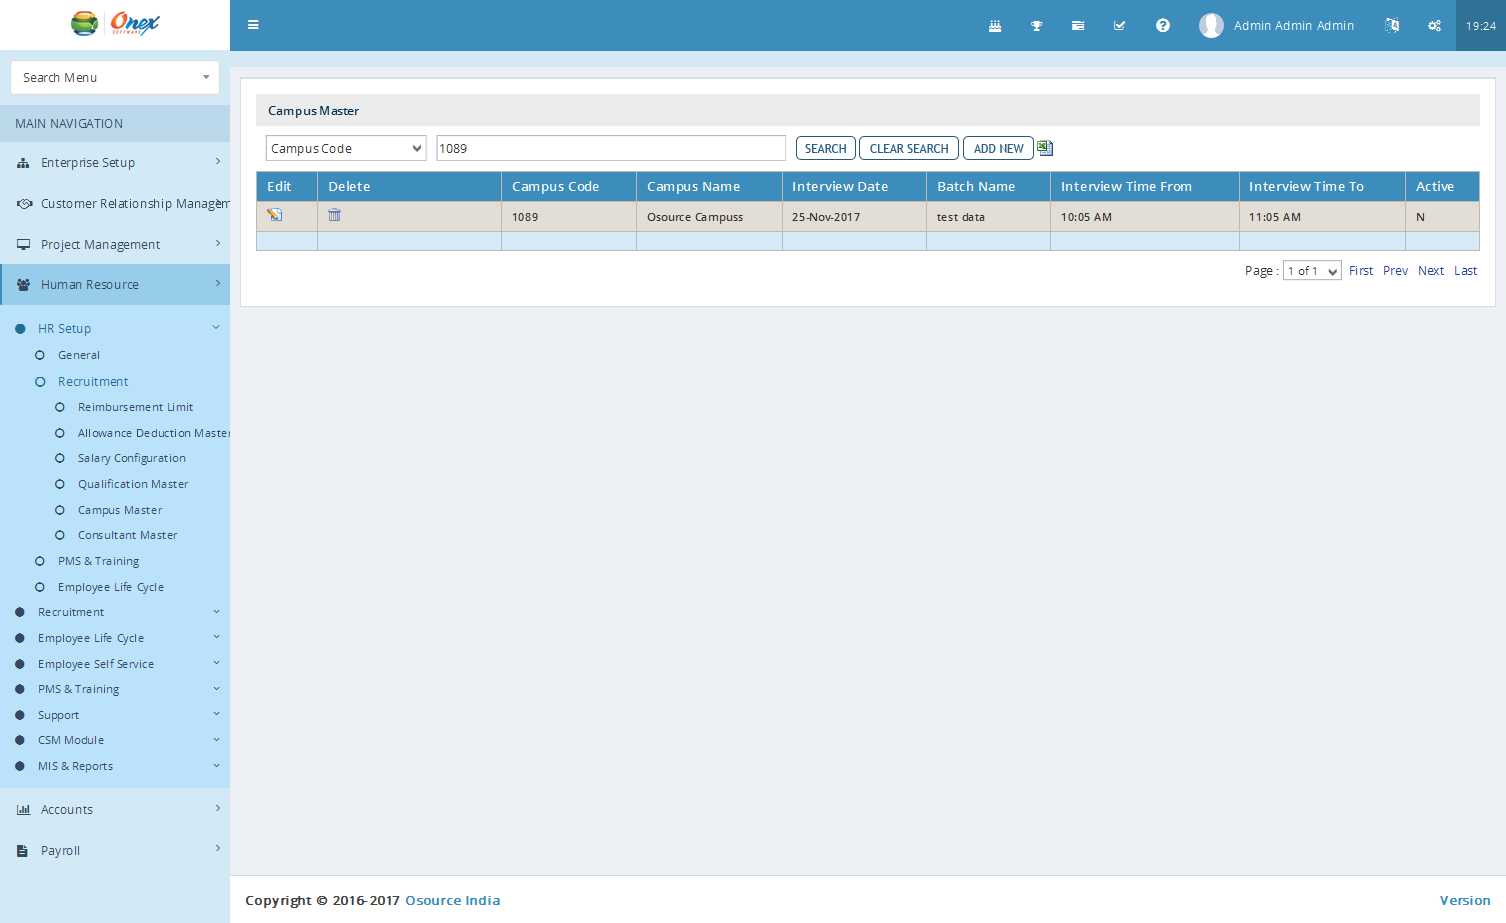 Onex
SOFTWARE
Admin Admin Admin
19:24
Search Menu
MAIN NAVIGATION
Enterprise Setup
Customer Relationship Managem
Project Management
Human Resource
HR Setup
General
Recruitment
Reimbursement Limit
Allowance Deduction Master
Salary Configuration
Qualification Master
Campus Master
Consultant Master
PMS & Training
Employee Life Cycle
Recruitment
Employee Life Cycle
Employee Self Service
PMS & Training
Support
CSM Module
MIS & Reports
Accounts
Payroll
Campus Master
Campus Code 1089 SEARCH CLEAR SEARCH ADD NEW
Edit Delete Campus Code Campus Name Interview Date Batch Name Interview Time From Interview Time To Active
1089 Osource Campuss 25-Nov-2017 test data 10:05 AM 11:05 AM N
Page : 1 of 1 First Prev Next Last
Copyright © 2016-2017 Osource India
Version